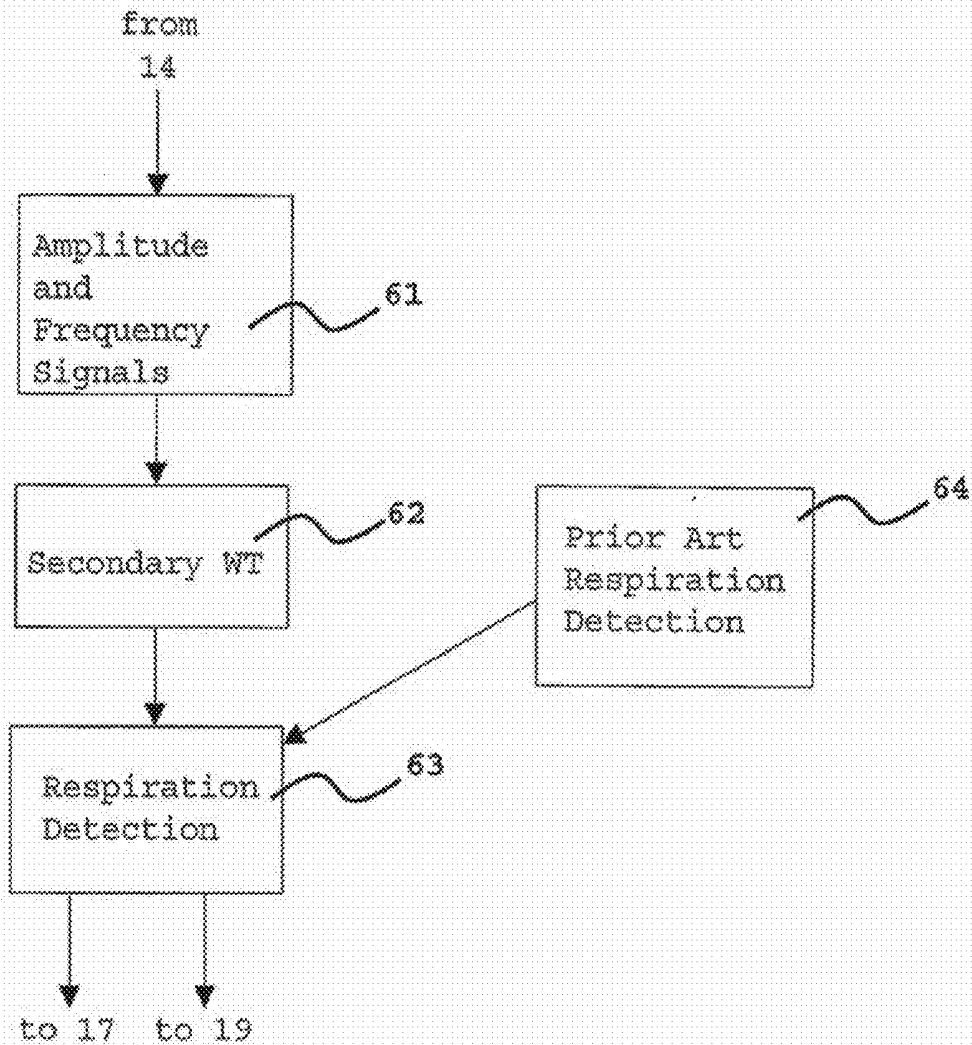 from
14
Amplitude
and
Frequency
Signals
61
Secondary WT
62
Prior Art
Respiration
Detection
64
Respiration
Detection
63
to 17
to 19